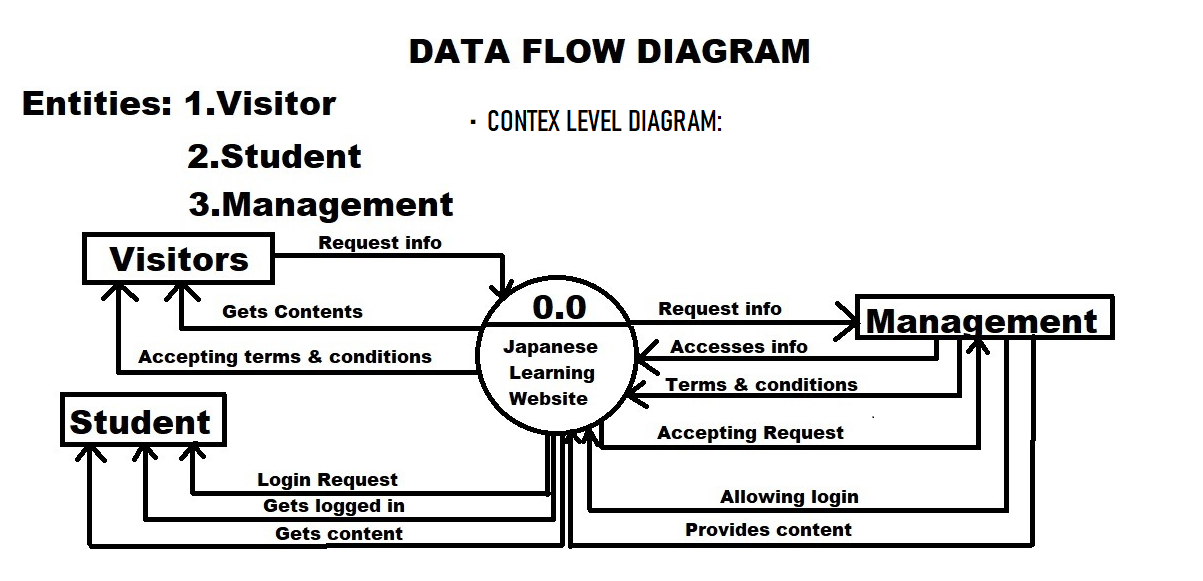 DATA FLOW DIAGRAM
Entities: 1.Visitor
▪ CONTEX LEVEL DIAGRAM:
2.Student
3.Management
Visitors
Request info
Gets Contents
Accepting terms & conditions
0.0
Japanese
Learning
Website
Request info
Management
Accesses info
Terms & conditions
Accepting Request
Student
Login Request
Gets logged in
Gets content
Allowing login
Provides content